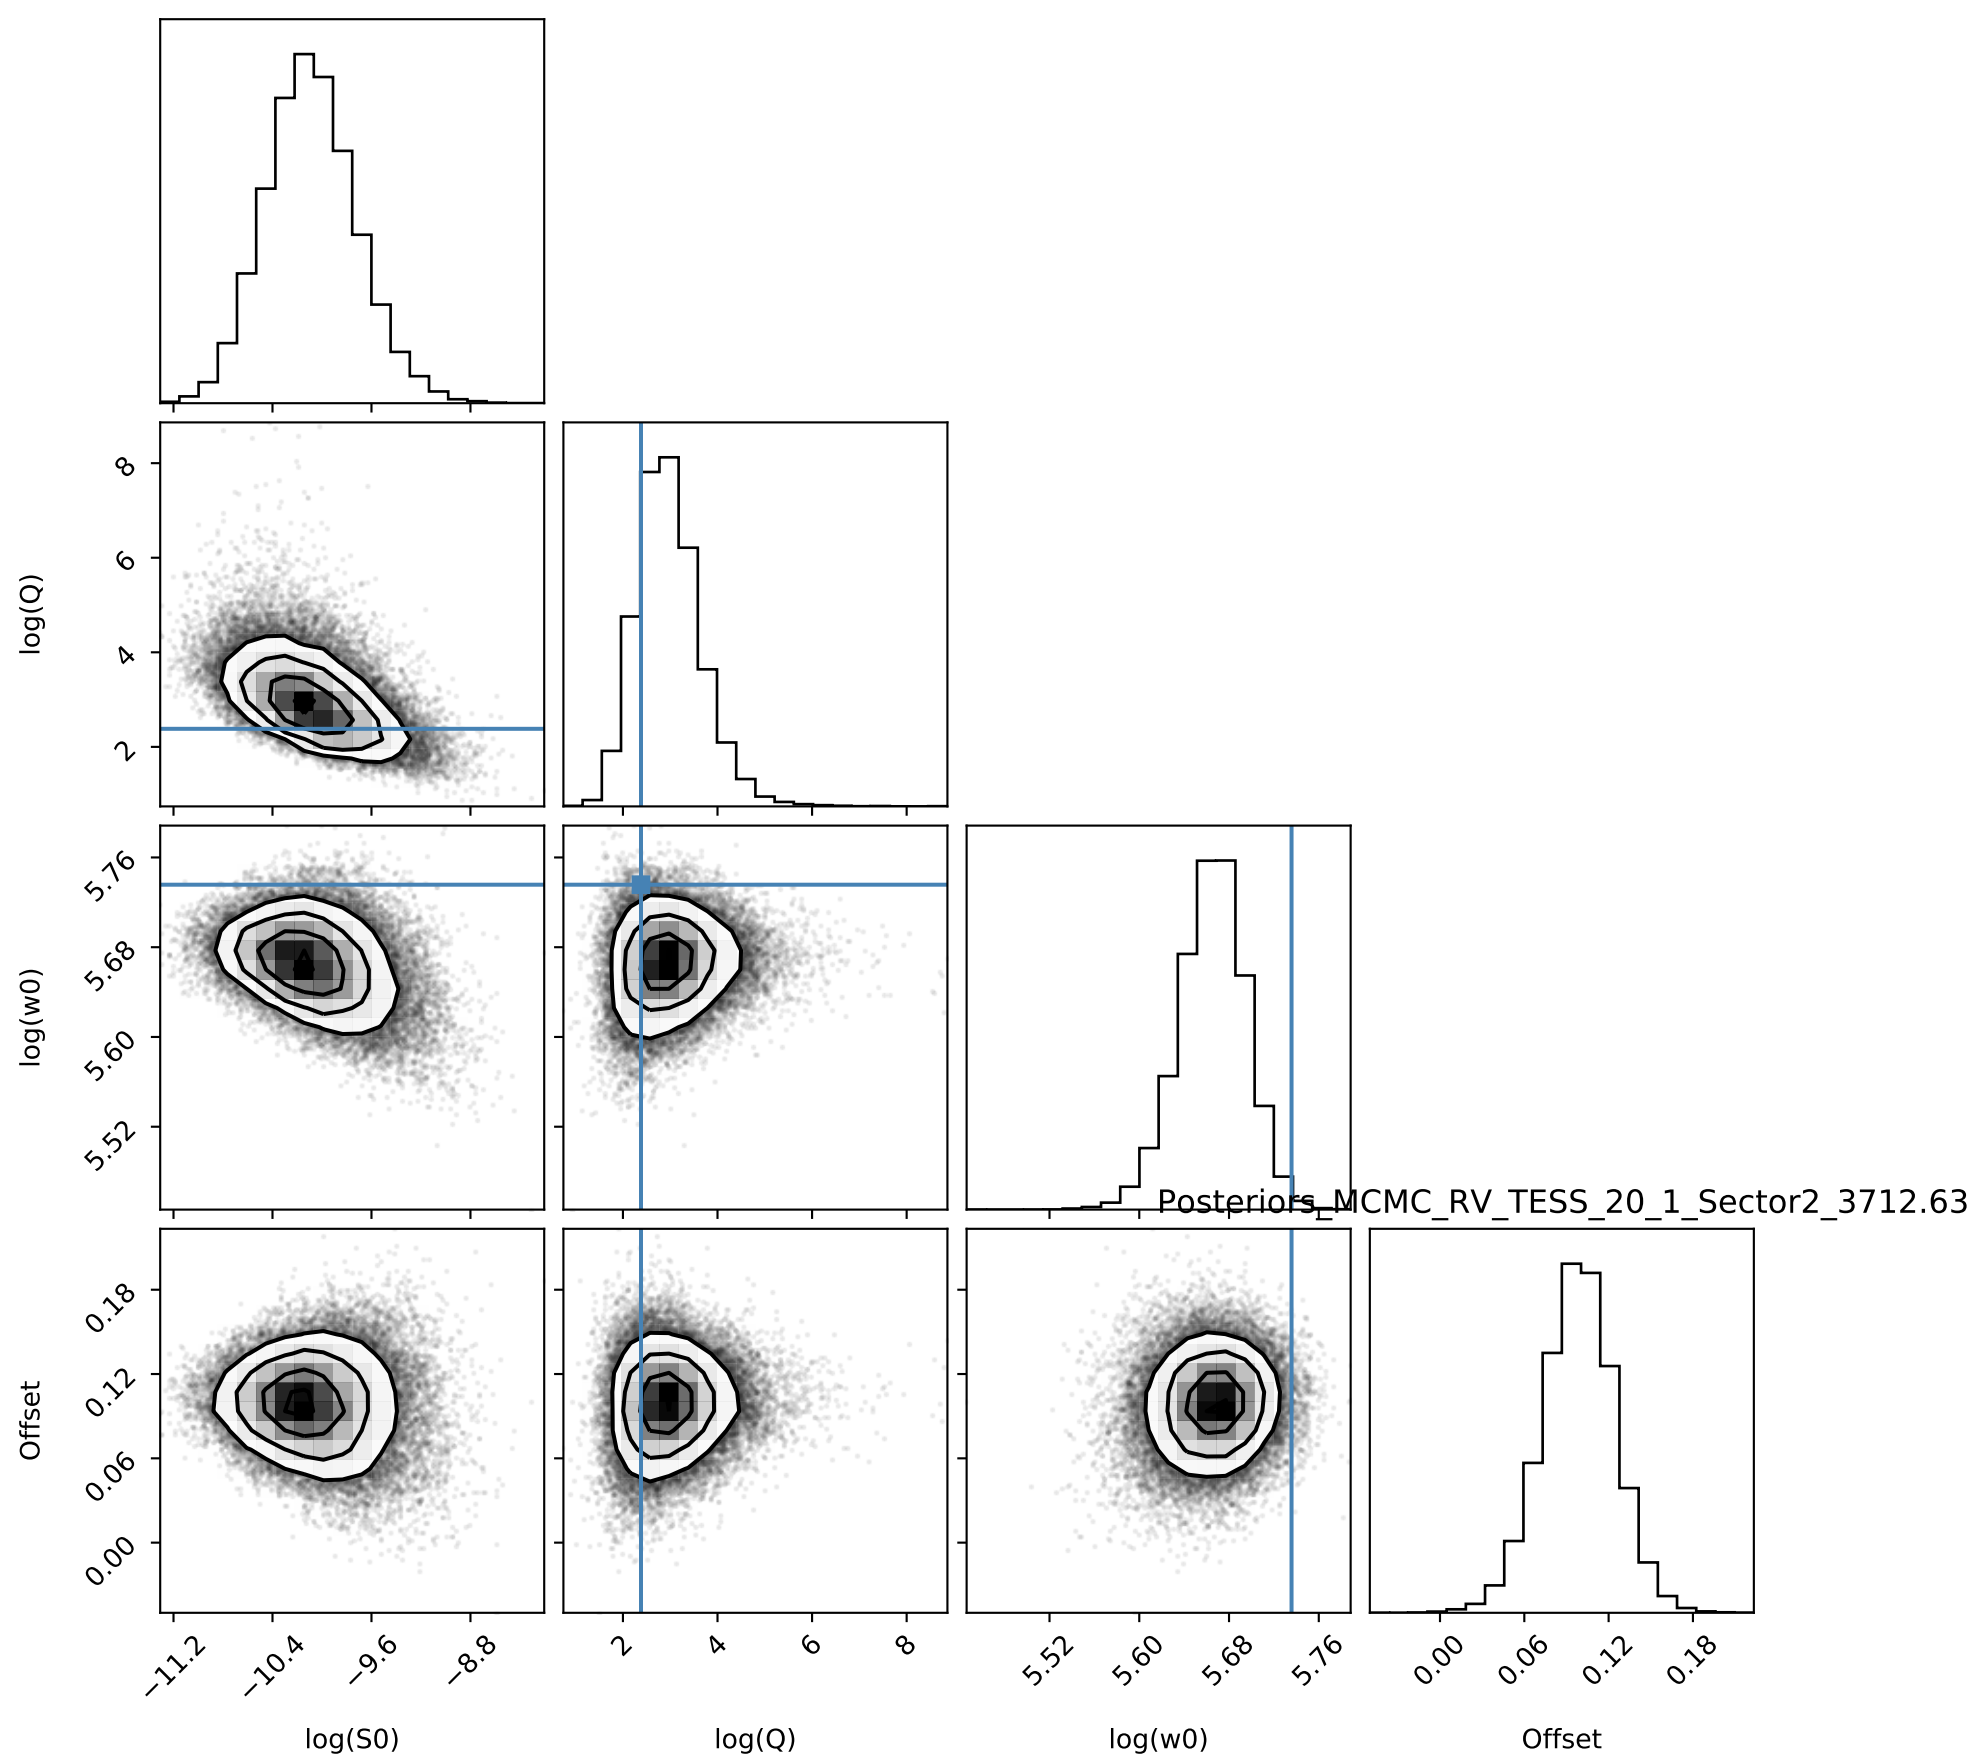 8
6
4
2
log(Q)
5.76
5.68
5.60
5.52
log(w0)
Posteriors_MCMC_RV_TESS_20_1_Sector2_3712.63
0.18
0.12
0.06
0.00
Offset
−11.2 −10.4 −9.6 −8.8
2 4 6 8
5.52 5.60 5.68 5.76
0.00 0.06 0.12 0.18
log(S0) log(Q) log(w0) Offset